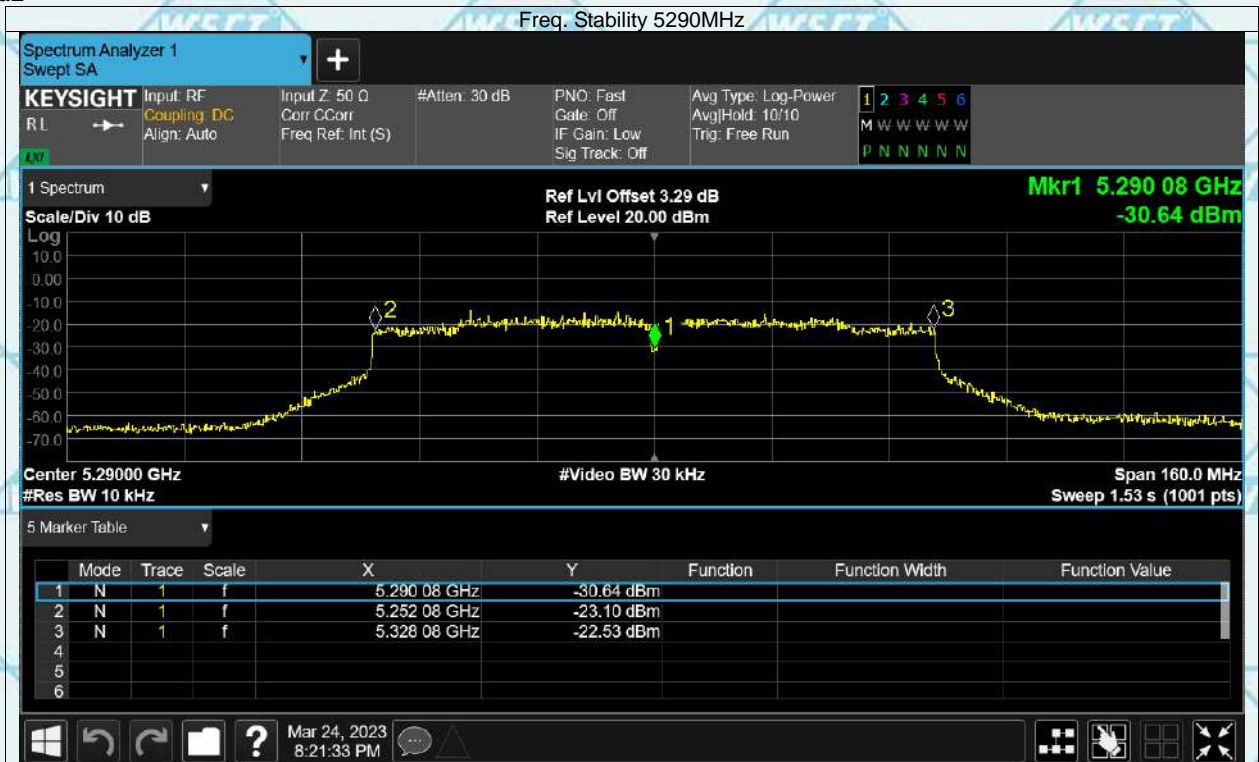 Freq. Stability 5290MHz
Spectrum Analyzer 1
Swept SA
+
KEYSIGHT
RL
LXI
Input: RF
Coupling: DC
Align: Auto
Input Z: 50 Ω
Corr CCorr
Freq Ref: Int (S)
#Atten: 30 dB
PNO: Fast
Gate: Off
IF Gain: Low
Sig Track: Off
Avg Type: Log-Power
Avg|Hold: 10/10
Trig: Free Run
1 2 3 4 5 6
M W W W W W
P N N N N N
1 Spectrum
Scale/Div 10 dB
Ref Lvl Offset 3.29 dB
Ref Level 20.00 dBm
Mkr1 5.290 08 GHz
-30.64 dBm
Log
10.0
0.00
-10.0
-20.0
-30.0
-40.0
-50.0
-60.0
-70.0
2
1
3
Center 5.29000 GHz
#Res BW 10 kHz
#Video BW 30 kHz
Span 160.0 MHz
Sweep 1.53 s (1001 pts)
5 Marker Table
Mode Trace Scale X Y Function Function Width Function Value
1 N 1 f 5.290 08 GHz -30.64 dBm
2 N 1 f 5.252 08 GHz -23.10 dBm
3 N 1 f 5.328 08 GHz -22.53 dBm
4
5
6
?
Mar 24, 2023
8:21:33 PM